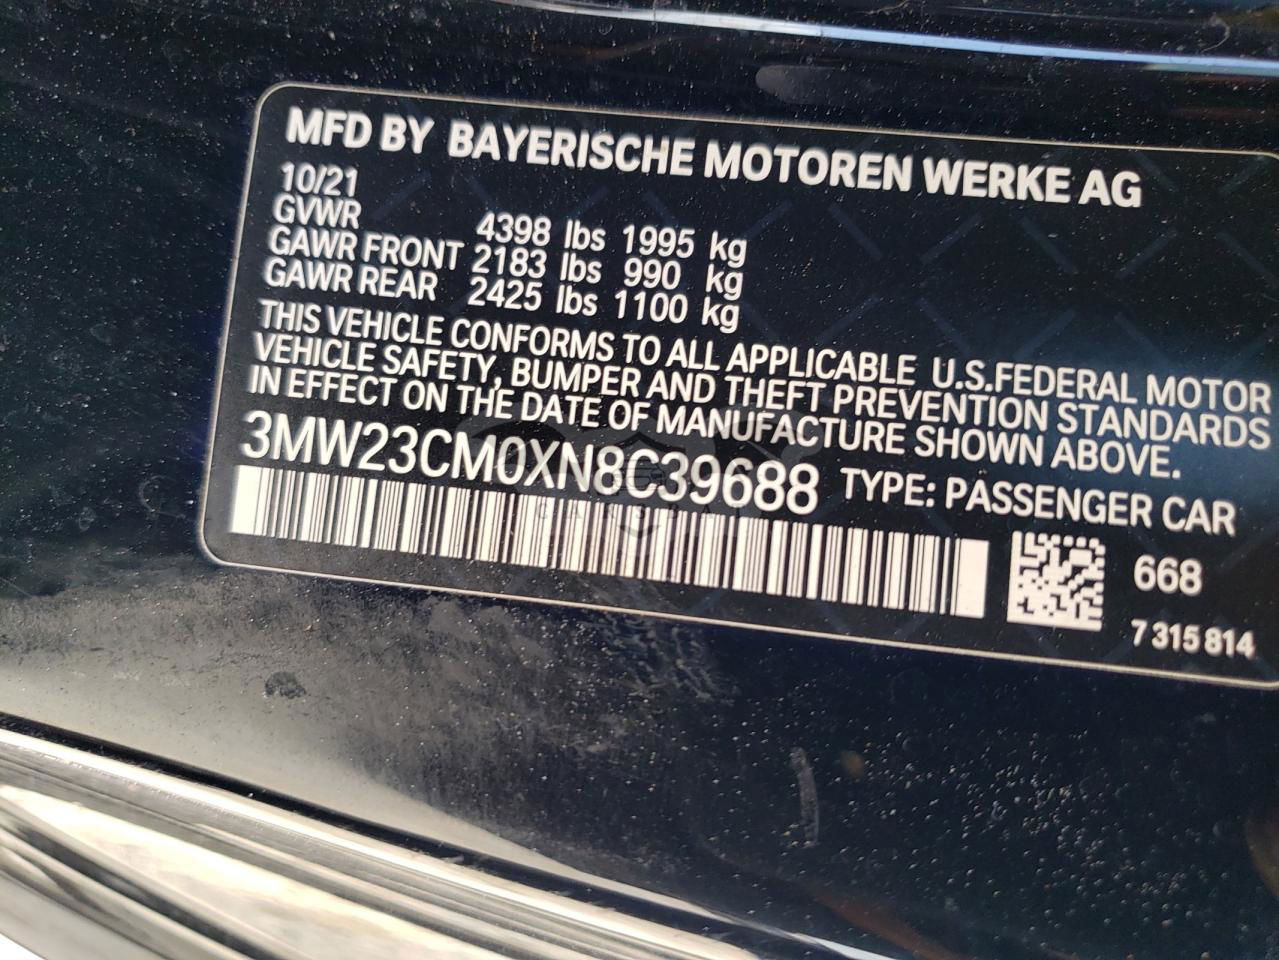 MFD BY BAYERISCHE MOTOREN WERKE AG
10/21
GVWR 4398 lbs 1995 kg
GAWR FRONT 2183 lbs 990 kg
GAWR REAR 2425 lbs 1100 kg
THIS VEHICLE CONFORMS TO ALL APPLICABLE U.S.FEDERAL MOTOR
VEHICLE SAFETY, BUMPER AND THEFT PREVENTION STANDARDS
IN EFFECT ON THE DATE OF MANUFACTURE SHOWN ABOVE.
3MW23CM0XN8C39688 TYPE: PASSENGER CAR
668
7 315 814